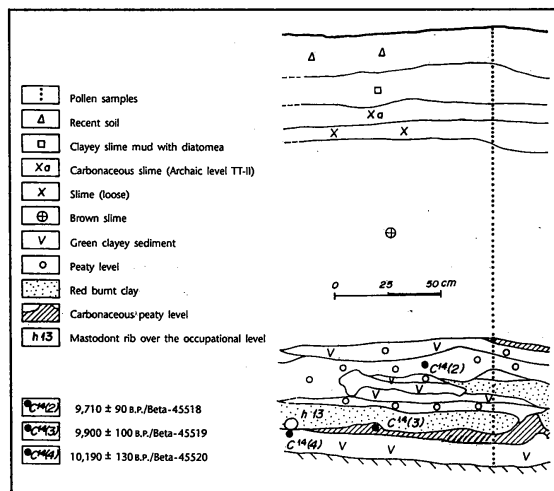 Pollen samples
Δ Recent soil
□ Clayey slime mud with diatomea
Xa Carbonaceous slime (Archaic level TT-II)
X Slime (loose)
⊕ Brown slime
V Green clayey sediment
O Peaty level
Red burnt clay
Carbonaceous peaty level
h13 Mastodont rib over the occupational level
C14(2) 9,710 ± 90 B.P./Beta-45518
C14(3) 9,900 ± 100 B.P./Beta-45519
C14(4) 10,190 ± 130 B.P./Beta-45520
Δ Δ
□
Xa
X X
⊕
0 25 50 cm
V V
C14(2)
V
V
h13
C14(3)
C14(4)
V V